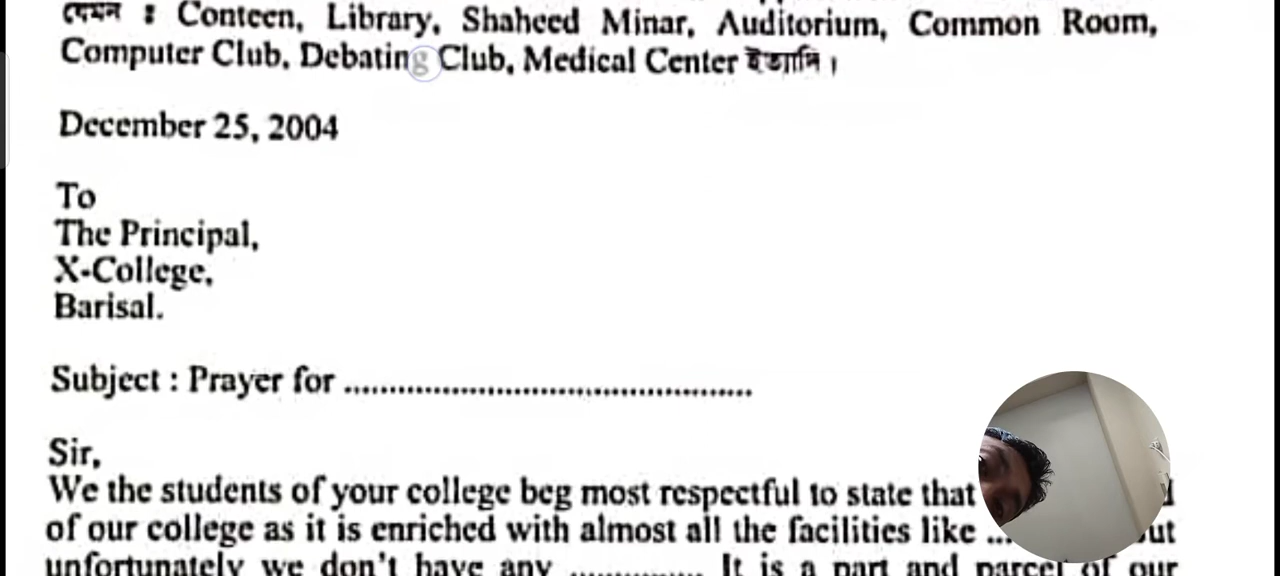 যেমন : Conteen, Library, Shaheed Minar, Auditorium, Common Room,
Computer Club, Debating Club, Medical Center ইত্যাদি।
December 25, 2004
To
The Principal,
X-College,
Barisal.
Subject : Prayer for ..............................................
Sir,
We the students of your college beg most respectful to state that
of our college as it is enriched with almost all the facilities like ...
unfortunately we don't have any .............. It is a part and parcel of our